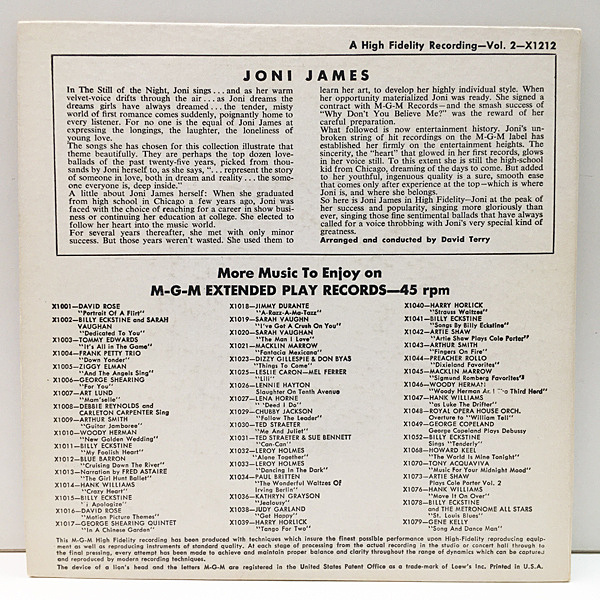 A High Fidelity Recording—Vol. 2—X1212
JONI JAMES
In The Still of the Night, Joni sings . . . and as her warm
velvet-voice drifts through the air . . . as Joni dreams the
dreams girls have always dreamed . . . the tender, misty
world of first romance comes suddenly, poignantly home to
every listener. For no one is the equal of Joni James at
expressing the longings, the laughter, the loneliness of
young love.
The songs she has chosen for this collection illustrate that
theme beautifully. They are perhaps the top dozen love-
ballads of the past twenty-five years, picked from thou-
sands by Joni herself to, as she says, “. . . represent the story
of someone in love, both in dream and reality . . . the some-
one everyone is, deep inside.”
A little about Joni James herself: When she graduated
from high school in Chicago a few years ago, Joni was
faced with the choice of reaching for a career in show busi-
ness or continuing her education at college. She elected to
follow her heart into the music world.
For several years thereafter, she met with only minor
success. But those years weren't wasted. She used them to
learn her art, to develop her highly individual style. When
her opportunity materialized Joni was ready. She signed a
contract with M-G-M Records—and the smash success of
“Why Don't You Believe Me?” was the reward of her
careful preparation.
What followed is now entertainment history. Joni's un-
broken string of hit recordings on the M-G-M label has
established her firmly on the entertainment heights. The
sincerity, the “heart” that glowed in her first records, glows
in her voice still. To this extent she is still the high-school
kid from Chicago, dreaming of the days to come. But added
to her youthful, ingenuous quality is a sure, smooth ease
that comes only after experience at the top—which is where
Joni is, and where she belongs.
So here is Joni James in High Fidelity—Joni at the peak of
her success and popularity, singing more gloriously than
ever, singing those fine sentimental ballads that have always
called for a voice throbbing with Joni's very special kind of
greatness.
Arranged and conducted by David Terry
More Music To Enjoy on
M-G-M EXTENDED PLAY RECORDS—45 rpm
X1001—DAVID ROSE
"Portrait Of A Flirt"
X1002—BILLY ECKSTINE and SARAH
VAUGHAN
"Dedicated To You"
X1003—TOMMY EDWARDS
"It's All in The Game"
X1004—FRANK PETTY TRIO
"Down Yonder"
X1005—ZIGGY ELMAN
"And The Angels Sing"
X1006—GEORGE SHEARING
"For You"
X1007—ART LUND
"Mam'selle"
X1008—DEBBIE REYNOLDS and
CARLETON CARPENTER Sing
X1009—ARTHUR SMITH
"Guitar Jamboree"
X1010—WOODY HERMAN
"New Golden Wedding"
X1011—BILLY ECKSTINE
"My Foolish Heart"
X1012—BLUE BARRON
"Cruising Down The River"
X1013—Narration by FRED ASTAIRE
"The Girl Hunt Ballet"
X1014—HANK WILLIAMS
"Crazy Heart"
X1015—BILLY ECKSTINE
"I Apologize"
X1016—DAVID ROSE
"Motion Picture Themes"
X1017—GEORGE SHEARING QUINTET
"In A Chinese Garden"
X1018—JIMMY DURANTE
"A-Razz-A-Ma-Tazz"
X1019—SARAH VAUGHN
"I've Got A Crush On You"
X1020—SARAH VAUGHAN
"The Man I Love"
X1021—MACKLIN MARROW
"Fantacia Mexicana"
X1023—DIZZY GILLESPIE & DON BYAS
"Things To Come"
X1025—LESLIE CARON—MEL FERRER
"Lili"
X1026—LENNIE HAYTON
Slaughter On Tenth Avenue
X1027—LENA HORNE
"Deed I Do"
X1029—CHUBBY JACKSON
"Follow The Leader"
X1030—TED STRAETER
"Me And Juliet"
X1031—TED STRAETER & SUE BENNETT
"Can-Can"
X1032—LEROY HOLMES
"Alone Together"
X1033—LEROY HOLMES
"Dancing In The Dark"
X1034—PAUL BRITTEN
"The Wonderful Waltzes Of
Irving Berlin"
X1036—KATHRYN GRAYSON
"Jealousy"
X1038—JUDY GARLAND
"Get Happy"
X1039—HARRY HORLICK
"Tango For Two"
X1040—HARRY HORLICK
"Strauss Waltzes"
X1041—BILLY ECKSTINE
"Songs By Billy Eckstine"
X1042—ARTIE SHAW
"Artie Shaw Plays Cole Porter"
X1043—ARTHUR SMITH
"Fingers On Fire"
X1044—PREACHER ROLLO
"Dixieland Favorites"
X1045—MACKLIN MARROW
"Sigmund Romberg Favorites"
X1046—WOODY HERMAN
"Woody Herman At The Third Herd"
X1047—HANK WILLIAMS
"as Luke The Drifter"
X1048—ROYAL OPERA HOUSE ORCH.
Overture to "William Tell"
X1049—GEORGE COPELAND
George Copeland Plays Debussy
X1052—BILLY ECKSTINE
Sings "Tenderly"
X1068—HOWARD KEEL
"The World Is Mine Tonight"
X1070—TONY ACQUAVIVA
"Music For Your Midnight Mood"
X1073—ARTIE SHAW
Plays Cole Porter Vol. 2
X1076—HANK WILLIAMS
"Move It On Over"
X1078—BILLY ECKSTINE
and THE METRONOME ALL STARS
"St. Louis Blues"
X1079—GENE KELLY
"Song And Dance Man"
This M-G-M High Fidelity recording has been produced with techniques which insure the finest possible performance upon High-Fidelity reproducing equip-
ment as well as reproducing instruments of standard quality. At each stage of processing from the actual recording in the studio or concert hall through to
the final pressing, every attempt has been made to achieve and maintain proper balance and clarity throughout the range of dynamics which can be captured
and reproduced by modern recording techniques.
The device of a lion's head and the letters M-G-M are registered in the United States Patent Office as a trade-mark of Loew's Inc. Printed in U.S.A.